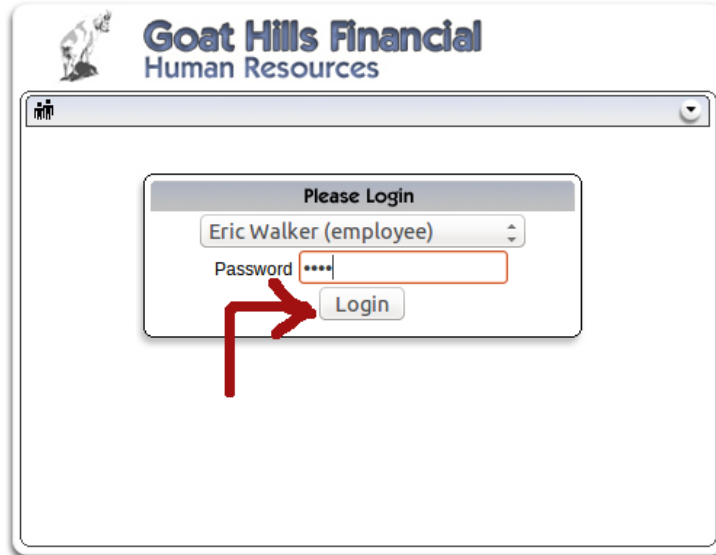 Goat Hills Financial
Human Resources
Please Login
Eric Walker (employee)
Password ••••
Login